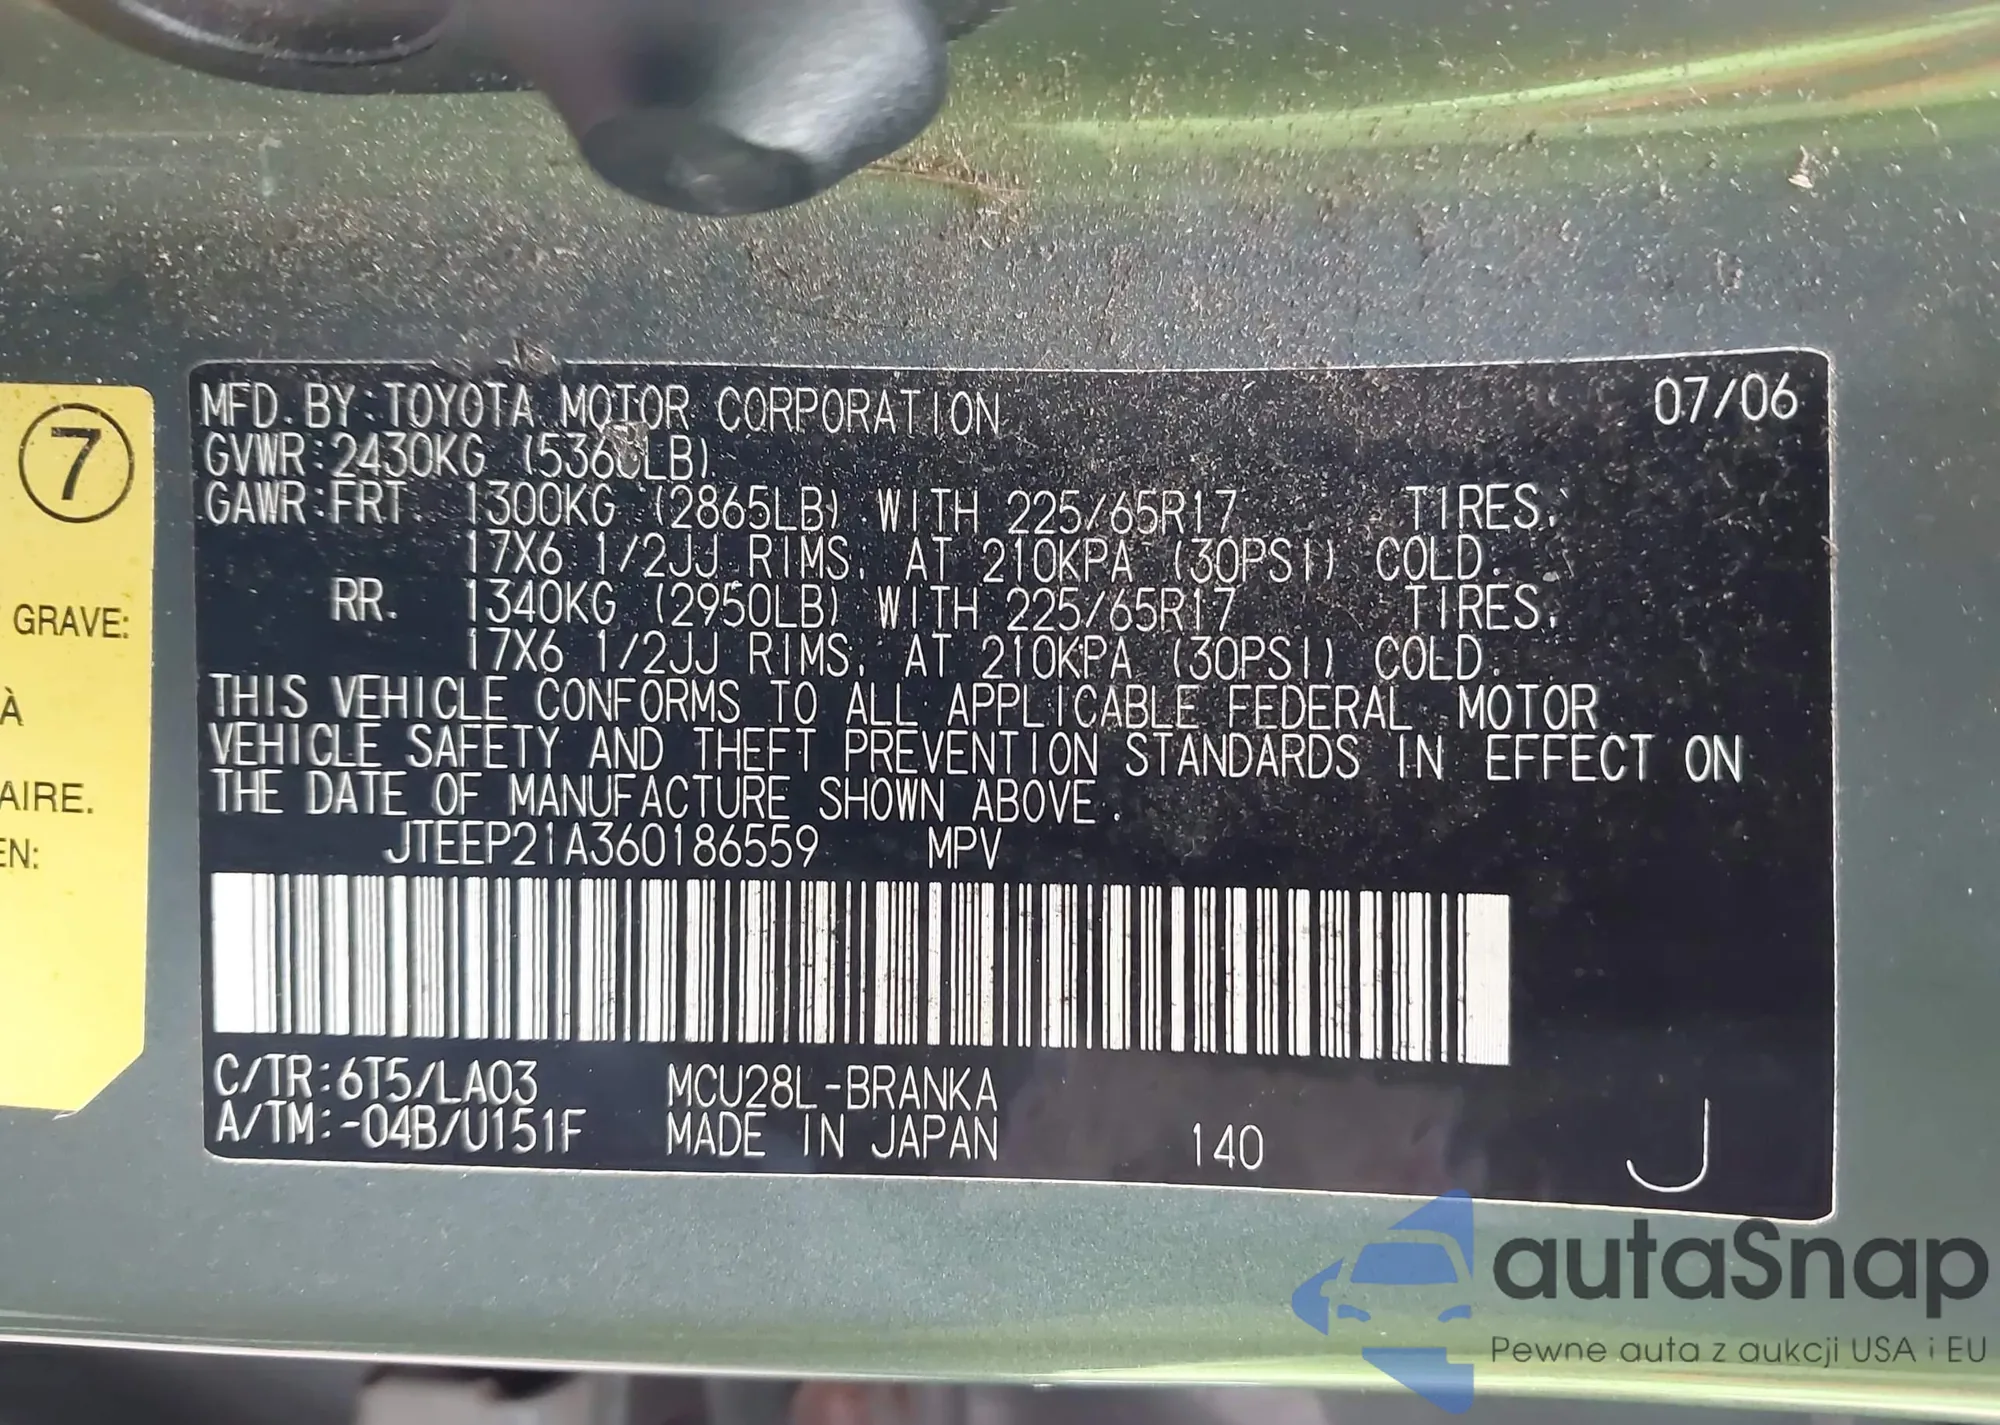 7
GRAVE:
À
AIRE.
EN:
MFD. BY:TOYOTA MOTOR CORPORATION 07/06
GVWR:2430KG (5360LB)
GAWR:FRT. 1300KG (2865LB) WITH 225/65R17 TIRES,
17X6 1/2JJ RIMS, AT 210KPA (30PSI) COLD.
RR. 1340KG (2950LB) WITH 225/65R17 TIRES,
17X6 1/2JJ RIMS, AT 210KPA (30PSI) COLD.
THIS VEHICLE CONFORMS TO ALL APPLICABLE FEDERAL MOTOR
VEHICLE SAFETY AND THEFT PREVENTION STANDARDS IN EFFECT ON
THE DATE OF MANUFACTURE SHOWN ABOVE.
JTEEP21A360186559 MPV
C/TR:6T5/LA03 MCU28L-BRANKA
A/TM:-04B/U151F MADE IN JAPAN 140 J
autaSnap
Pewne auta z aukcji USA i EU